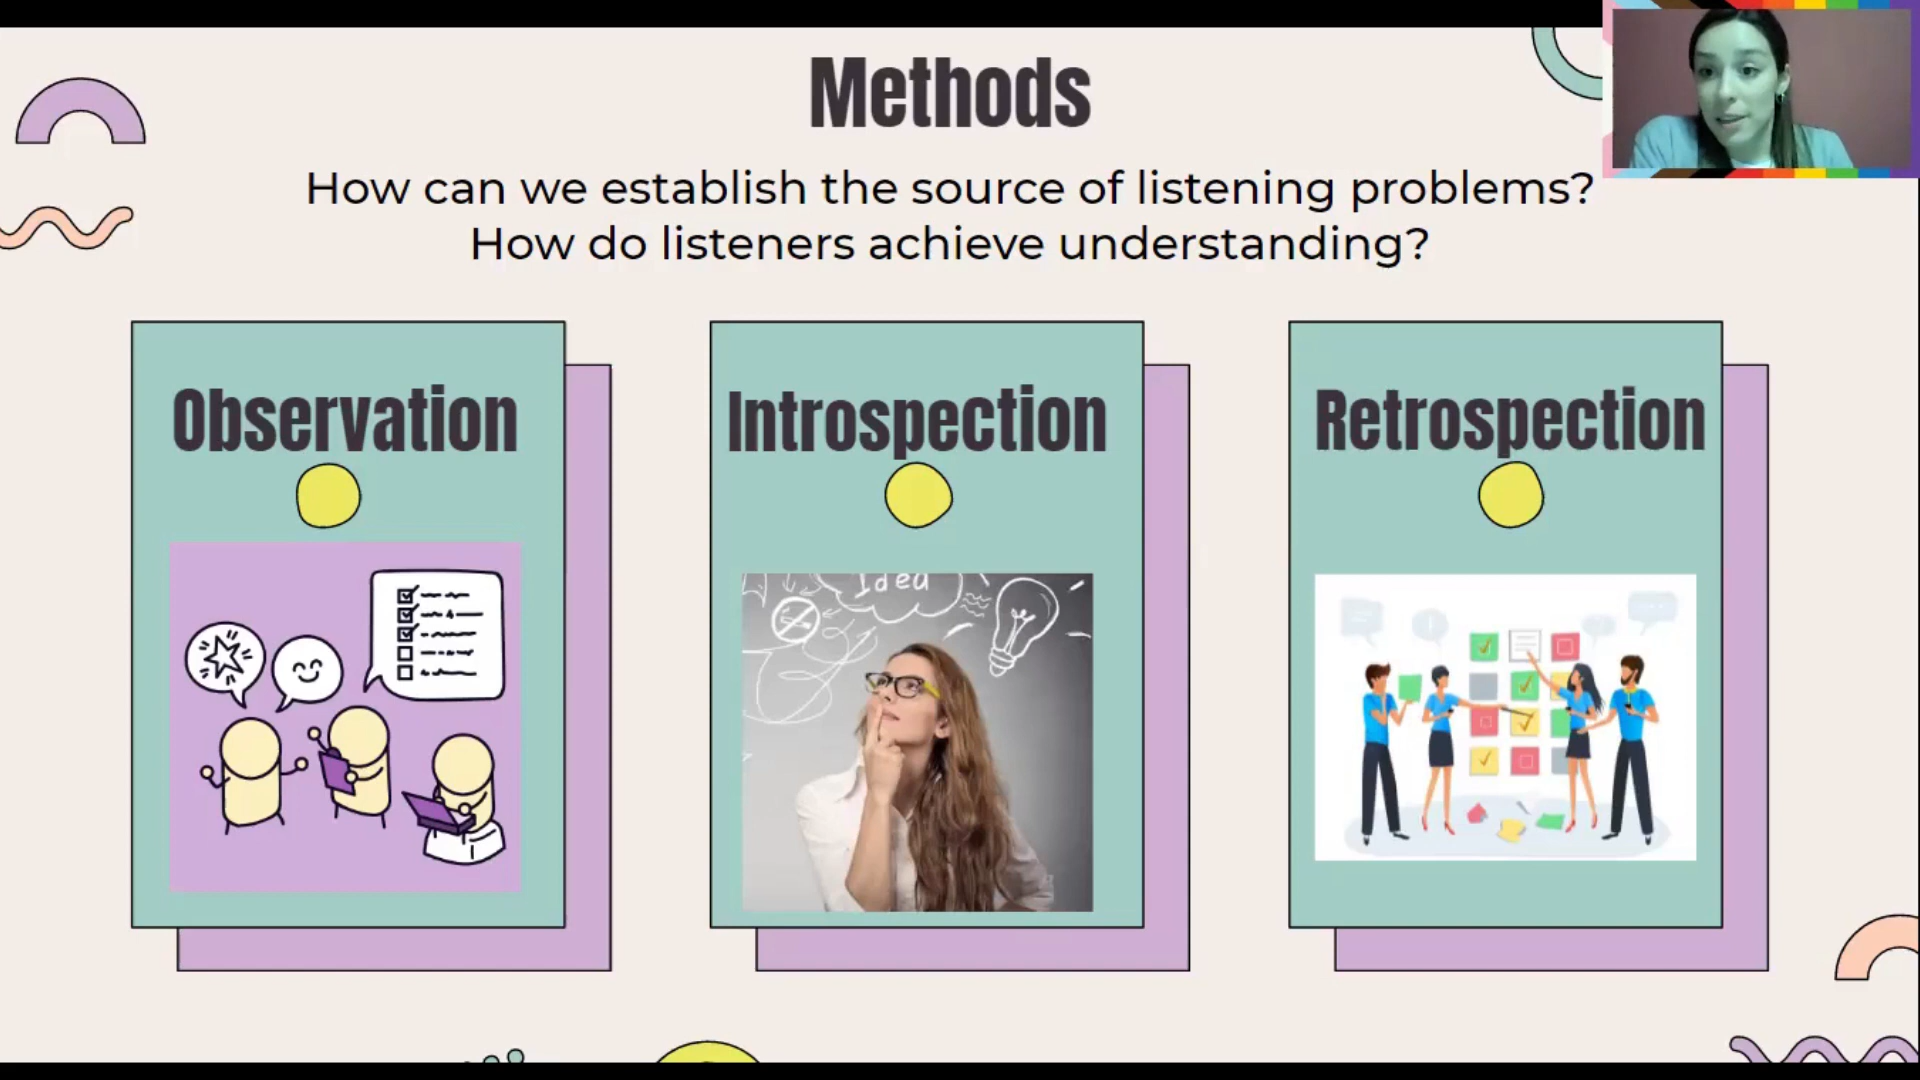 Methods
How can we establish the source of listening problems?
How do listeners achieve understanding?
Observation
Introspection
Retrospection
Idea